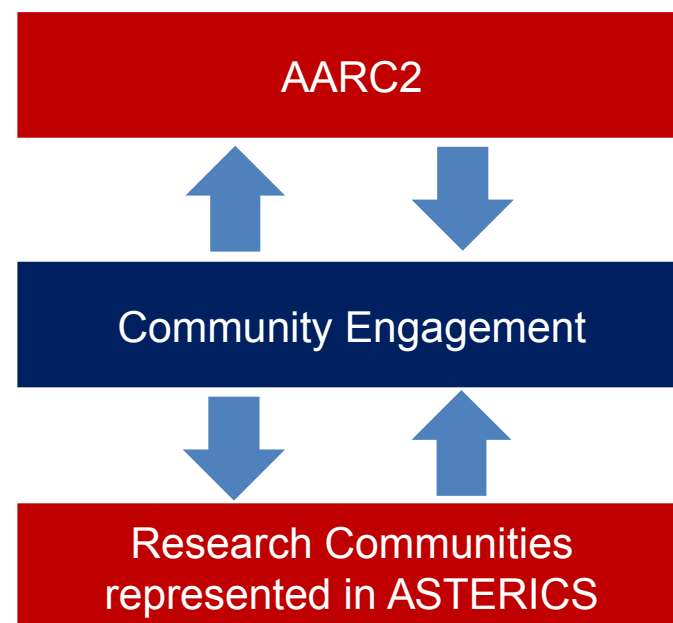 AARC2
Community Engagement
Research Communities
represented in ASTERICS